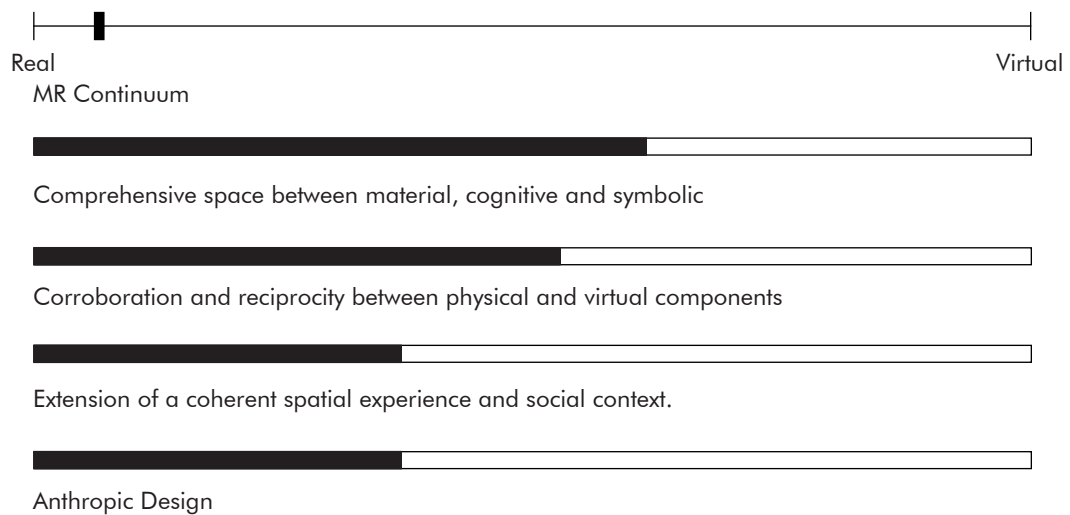 Real
Virtual
MR Continuum
Comprehensive space between material, cognitive and symbolic
Corroboration and reciprocity between physical and virtual components
Extension of a coherent spatial experience and social context.
Anthropic Design